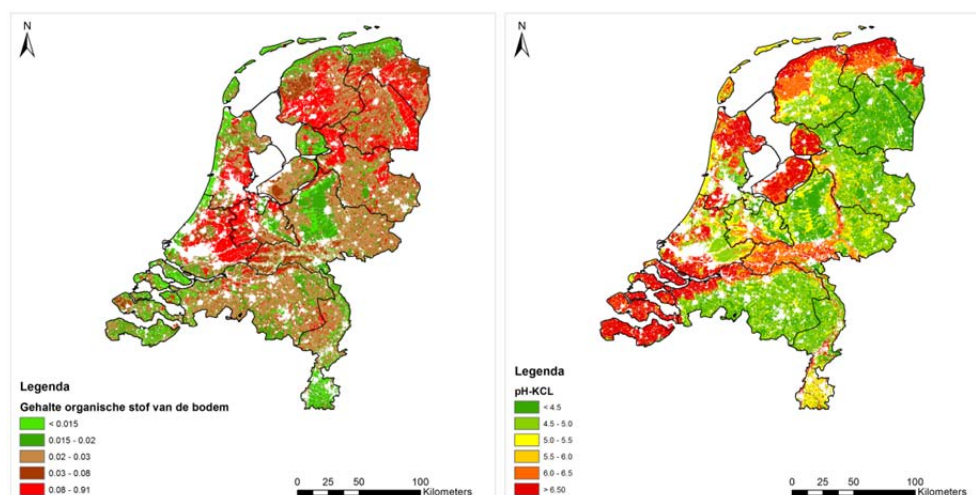 N
Legenda
Gehalte organische stof van de bodem
< 0.015
0.015 - 0.02
0.02 - 0.03
0.03 - 0.08
0.08 - 0.91
0 25 50 100
Kilometers
N
Legenda
pH-KCL
< 4.5
4.5 - 5.0
5.0 - 5.5
5.5 - 6.0
6.0 - 6.5
> 6.50
0 25 50 100
Kilometers